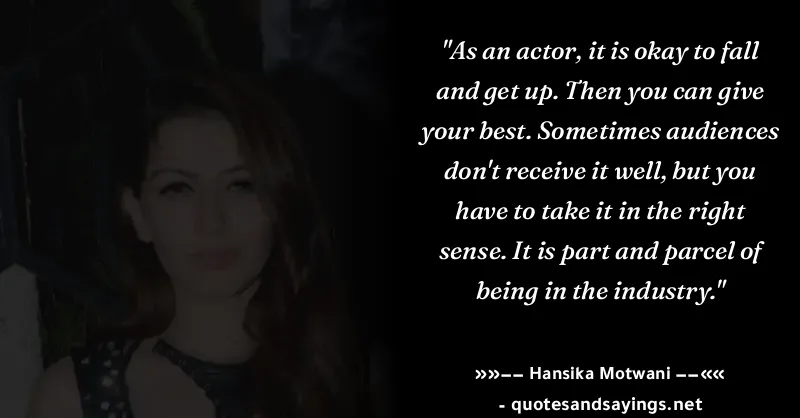 "As an actor, it is okay to fall
and get up. Then you can give
your best. Sometimes audiences
don't receive it well, but you
have to take it in the right
sense. It is part and parcel of
being in the industry."
»»−− Hansika Motwani −−««
- quotesandsayings.net